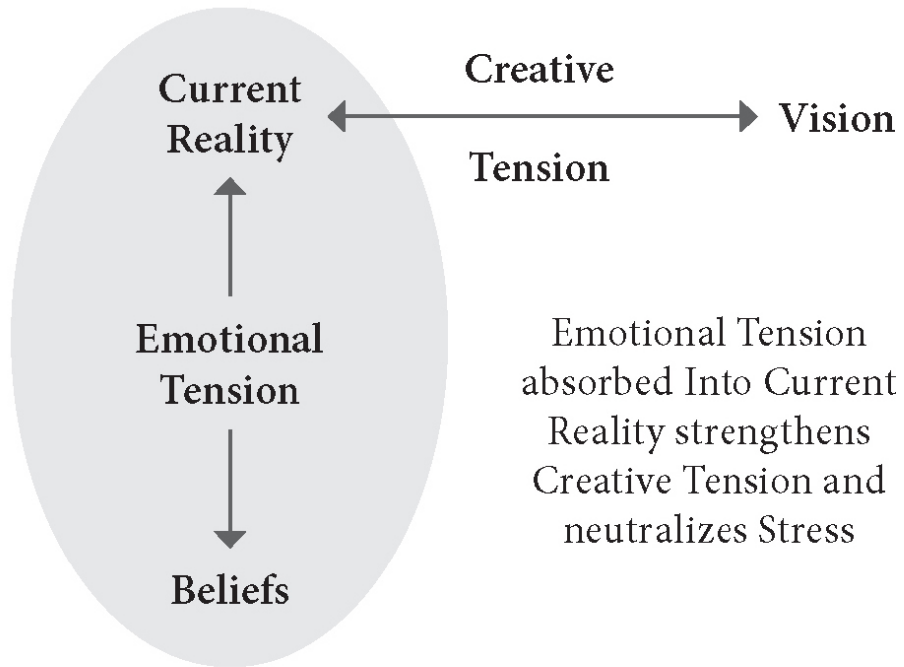 Current
Reality
Creative
Tension
Vision
Emotional
Tension
Beliefs
Emotional Tension
absorbed Into Current
Reality strengthens
Creative Tension and
neutralizes Stress